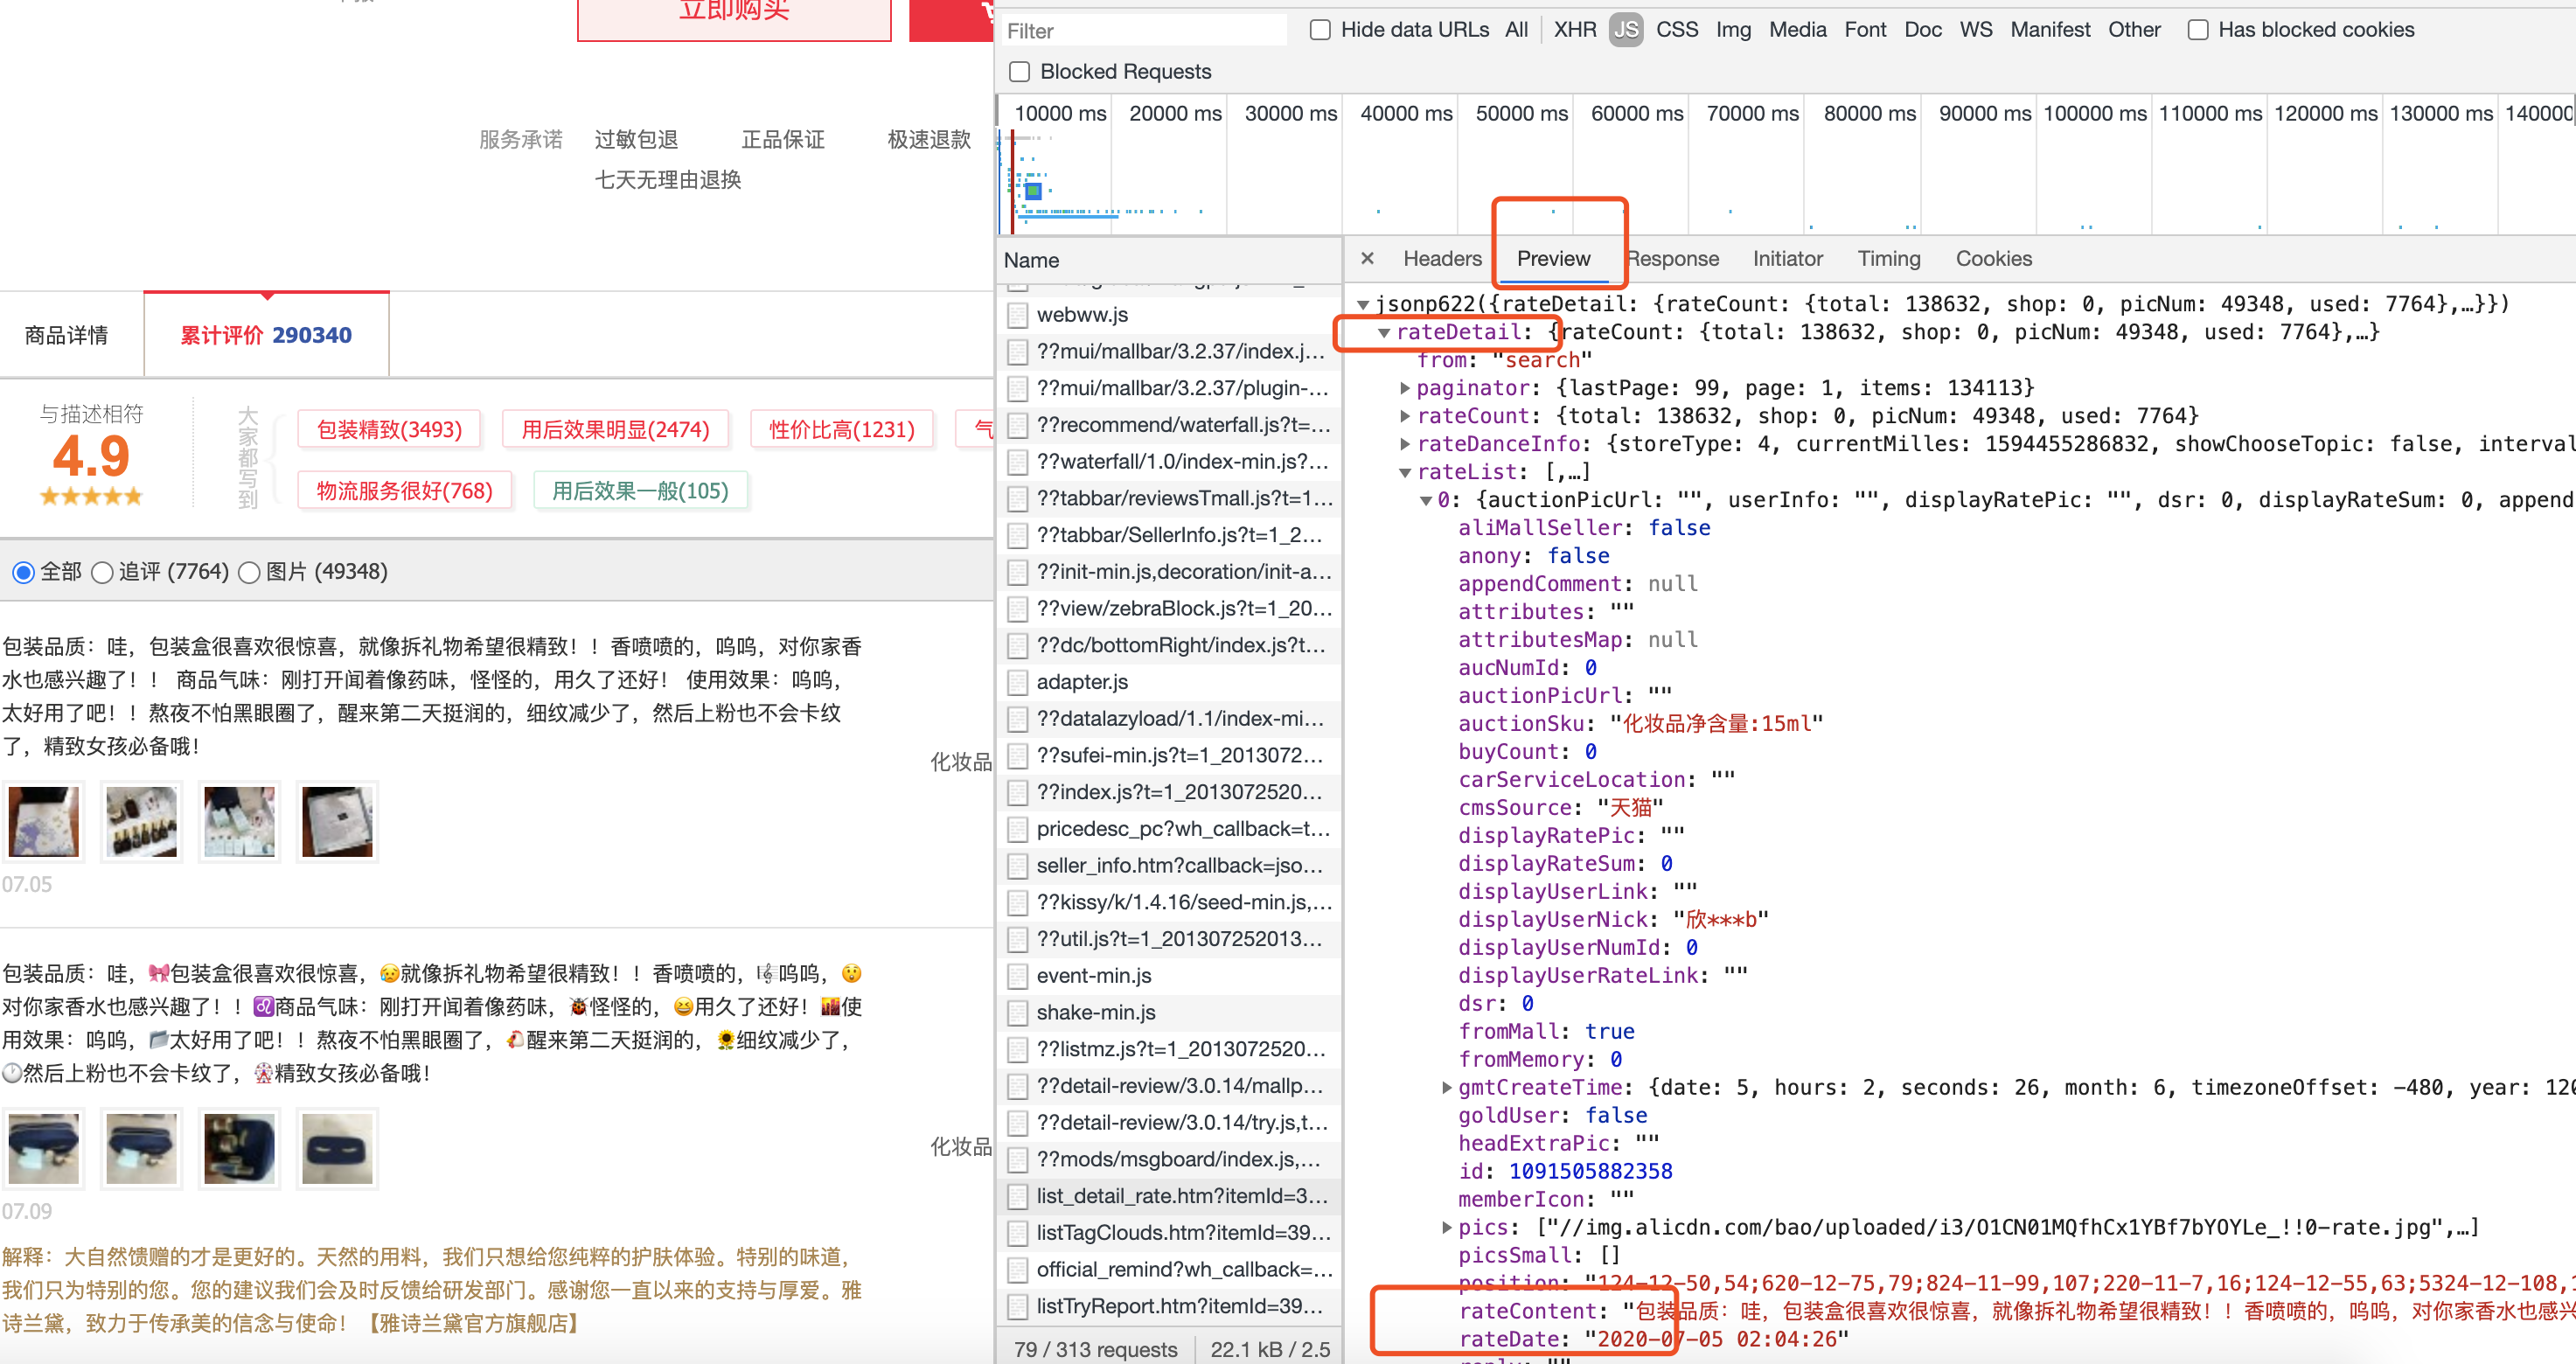 立即购买
服务承诺 过敏包退 正品保证 极速退款
七天无理由退换
商品详情
累计评价 290340
与描述相符
4.9
大家都写到
包装精致(3493) 用后效果明显(2474) 性价比高(1231) 气
物流服务很好(768) 用后效果一般(105)
全部 追评 (7764) 图片 (49348)
包装品质：哇，包装盒很喜欢很惊喜，就像拆礼物希望很精致！！香喷喷的，呜呜，对你家香
水也感兴趣了！！ 商品气味：刚打开闻着像药味，怪怪的，用久了还好！ 使用效果：呜呜，
太好用了吧！！熬夜不怕黑眼圈了，醒来第二天挺润的，细纹减少了，然后上粉也不会卡纹
了，精致女孩必备哦！
化妆品
07.05
包装品质：哇，🎀包装盒很喜欢很惊喜，😥就像拆礼物希望很精致！！香喷喷的，🎼呜呜，😲
对你家香水也感兴趣了！！♌商品气味：刚打开闻着像药味，🐞怪怪的，😆用久了还好！🌇使
用效果：呜呜，📂太好用了吧！！熬夜不怕黑眼圈了，🐔醒来第二天挺润的，🌻细纹减少了，
🕐然后上粉也不会卡纹了，🎡精致女孩必备哦！
化妆品
07.09
解释：大自然馈赠的才是更好的。天然的用料，我们只想给您纯粹的护肤体验。特别的味道，
我们只为特别的您。您的建议我们会及时反馈给研发部门。感谢您一直以来的支持与厚爱。雅
诗兰黛，致力于传承美的信念与使命！【雅诗兰黛官方旗舰店】
Filter Hide data URLs All XHR JS CSS Img Media Font Doc WS Manifest Other Has blocked cookies
Blocked Requests
10000 ms 20000 ms 30000 ms 40000 ms 50000 ms 60000 ms 70000 ms 80000 ms 90000 ms 100000 ms 110000 ms 120000 ms 130000 ms 14000
Name
webww.js
??mui/mallbar/3.2.37/index.j...
??mui/mallbar/3.2.37/plugin-...
??recommend/waterfall.js?t=...
??waterfall/1.0/index-min.js?...
??tabbar/reviewsTmall.js?t=1...
??tabbar/SellerInfo.js?t=1_2...
??init-min.js,decoration/init-a...
??view/zebraBlock.js?t=1_20...
??dc/bottomRight/index.js?t...
adapter.js
??datalazyload/1.1/index-mi...
??sufei-min.js?t=1_2013072...
??index.js?t=1_2013072520...
pricedesc_pc?wh_callback=t...
seller_info.htm?callback=jso...
??kissy/k/1.4.16/seed-min.js,...
??util.js?t=1_201307252013...
event-min.js
shake-min.js
??listmz.js?t=1_2013072520...
??detail-review/3.0.14/mallp...
??detail-review/3.0.14/try.js,t...
??mods/msgboard/index.js,...
list_detail_rate.htm?itemId=3...
listTagClouds.htm?itemId=39...
official_remind?wh_callback=...
listTryReport.htm?itemId=39...
79 / 313 requests 22.1 kB / 2.5
× Headers Preview Response Initiator Timing Cookies
jsonp622({rateDetail: {rateCount: {total: 138632, shop: 0, picNum: 49348, used: 7764},…}})
rateDetail: {rateCount: {total: 138632, shop: 0, picNum: 49348, used: 7764},…}
from: "search"
paginator: {lastPage: 99, page: 1, items: 134113}
rateCount: {total: 138632, shop: 0, picNum: 49348, used: 7764}
rateDanceInfo: {storeType: 4, currentMilles: 1594455286832, showChooseTopic: false, interval
rateList: [,…]
0: {auctionPicUrl: "", userInfo: "", displayRatePic: "", dsr: 0, displayRateSum: 0, append
aliMallSeller: false
anony: false
appendComment: null
attributes: ""
attributesMap: null
aucNumId: 0
auctionPicUrl: ""
auctionSku: "化妆品净含量:15ml"
buyCount: 0
carServiceLocation: ""
cmsSource: "天猫"
displayRatePic: ""
displayRateSum: 0
displayUserLink: ""
displayUserNick: "欣***b"
displayUserNumId: 0
displayUserRateLink: ""
dsr: 0
fromMall: true
fromMemory: 0
gmtCreateTime: {date: 5, hours: 2, seconds: 26, month: 6, timezoneOffset: -480, year: 120
goldUser: false
headExtraPic: ""
id: 1091505882358
memberIcon: ""
pics: ["//img.alicdn.com/bao/uploaded/i3/O1CN01MQfhCx1YBf7bYOYLe_!!0-rate.jpg",…]
picsSmall: []
position: "124-12-50,54;620-12-75,79;824-11-99,107;220-11-7,16;124-12-55,63;5324-12-108,
rateContent: "包装品质：哇，包装盒很喜欢很惊喜，就像拆礼物希望很精致！！香喷喷的，呜呜，对你家香水也感兴
rateDate: "2020-07-05 02:04:26"